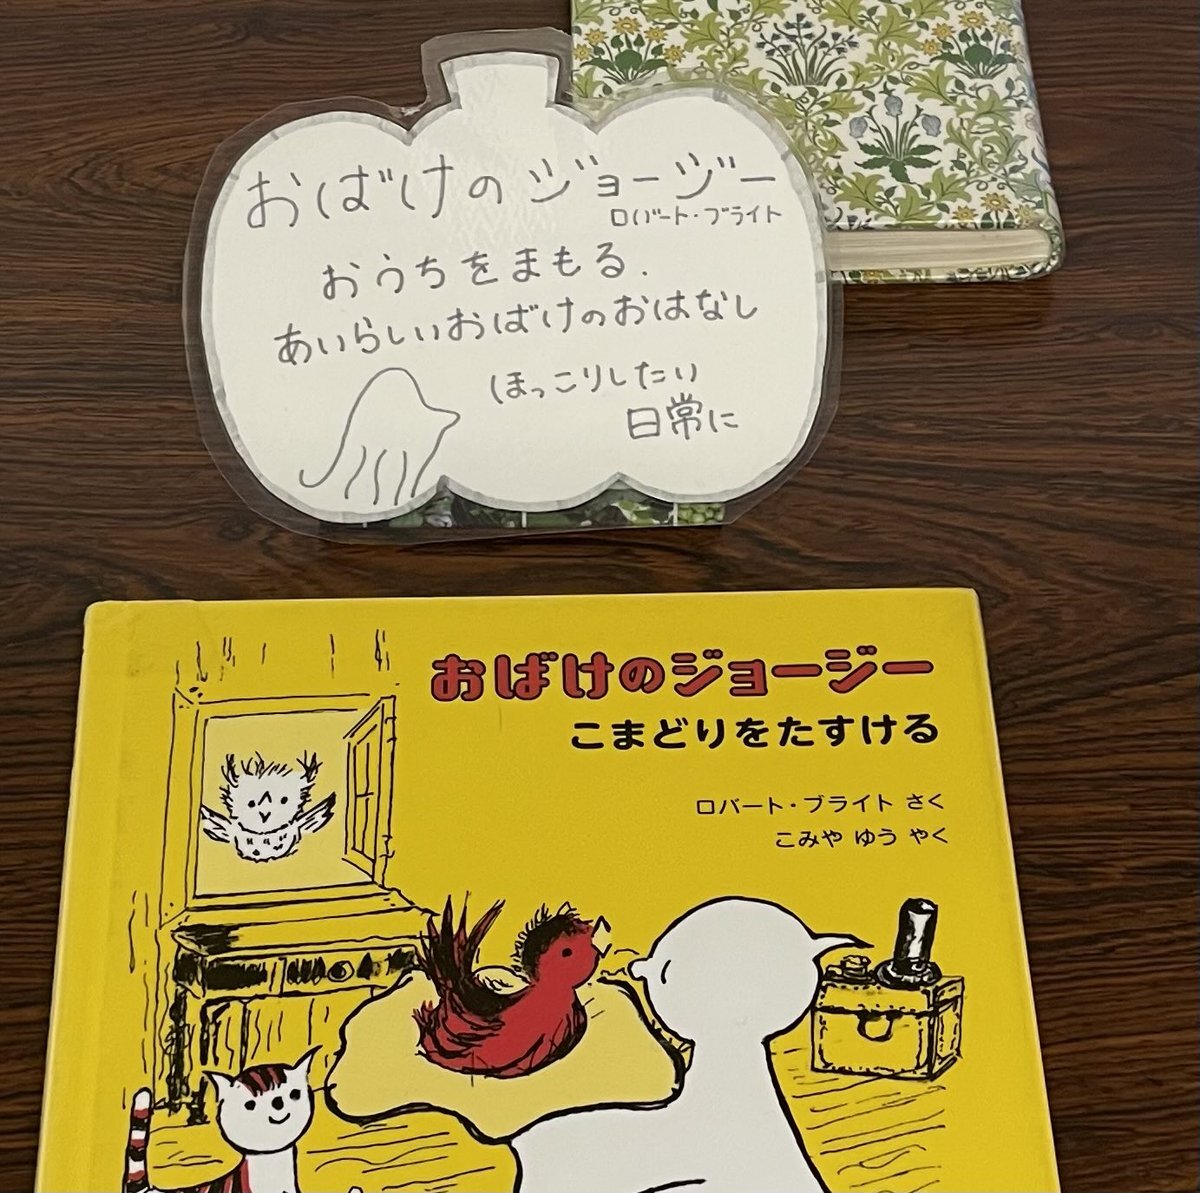 おばけのジョージー
ロバート・ブライト
おうちをまもる.
あいらしいおばけのおはなし
ほっこりしたい
日常に
おばけのジョージー
こまどりをたすける
ロバート・ブライト さく
こみや ゆう やく